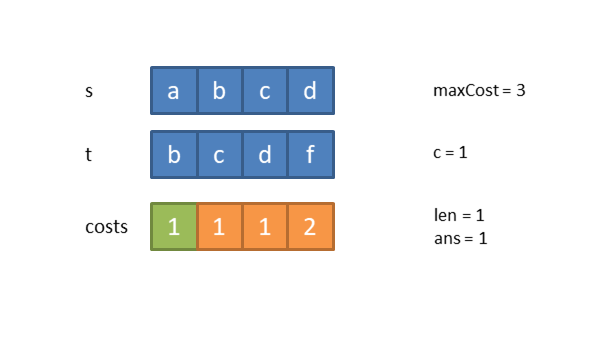 s a b c d maxCost = 3
t b c d f c = 1
costs 1 1 1 2 len = 1
ans = 1